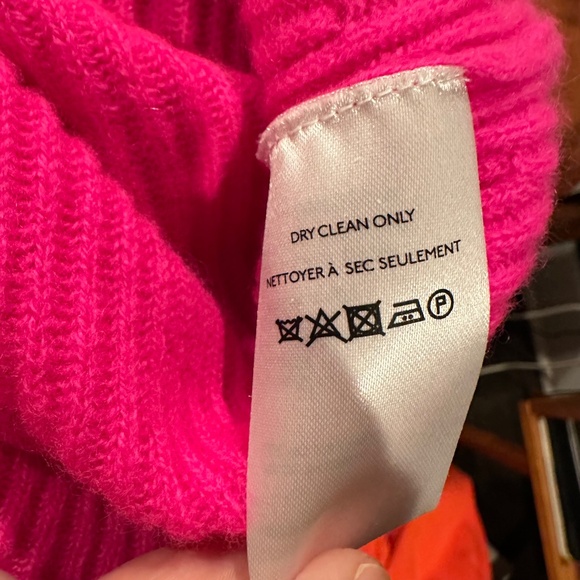 DRY CLEAN ONLY
NETTOYER À SEC SEULEMENT
P